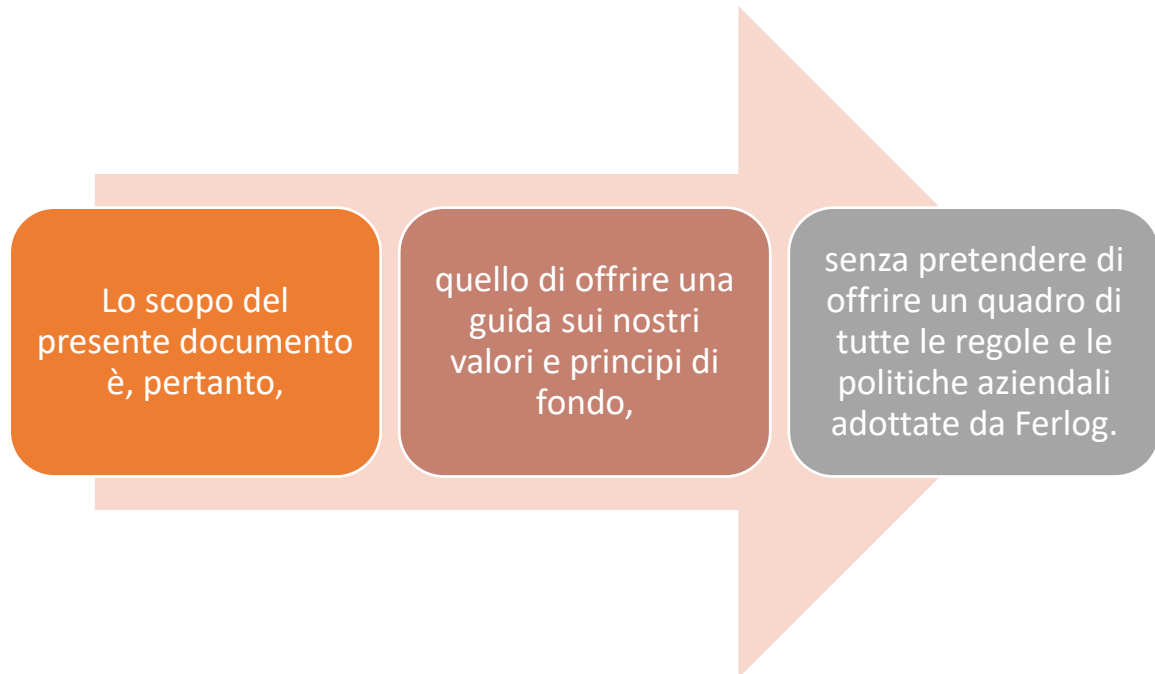 Lo scopo del
presente documento
è, pertanto,
quello di offrire una
guida sui nostri
valori e principi di
fondo,
senza pretendere di
offrire un quadro di
tutte le regole e le
politiche aziendali
adottate da Ferlog.